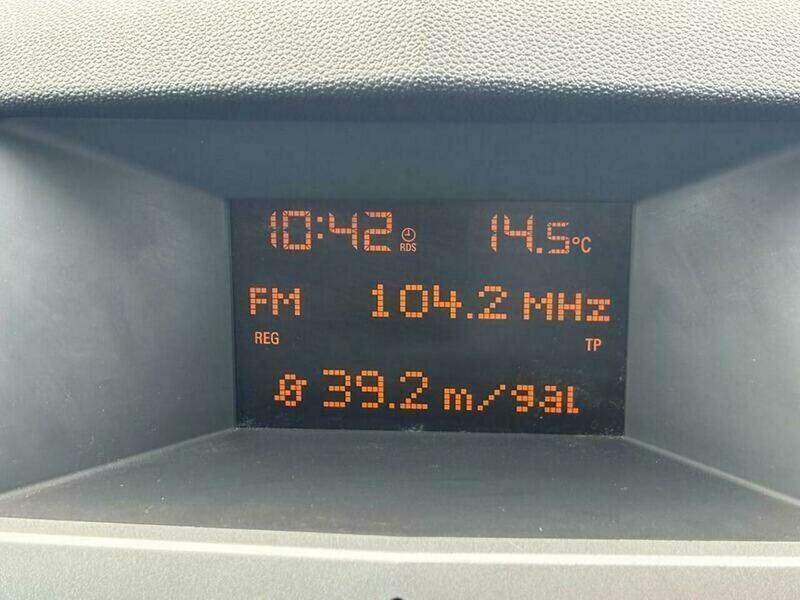 10:42 RDS 14.5°C
FM 104.2 MHz
REG TP
39.2 m/gal